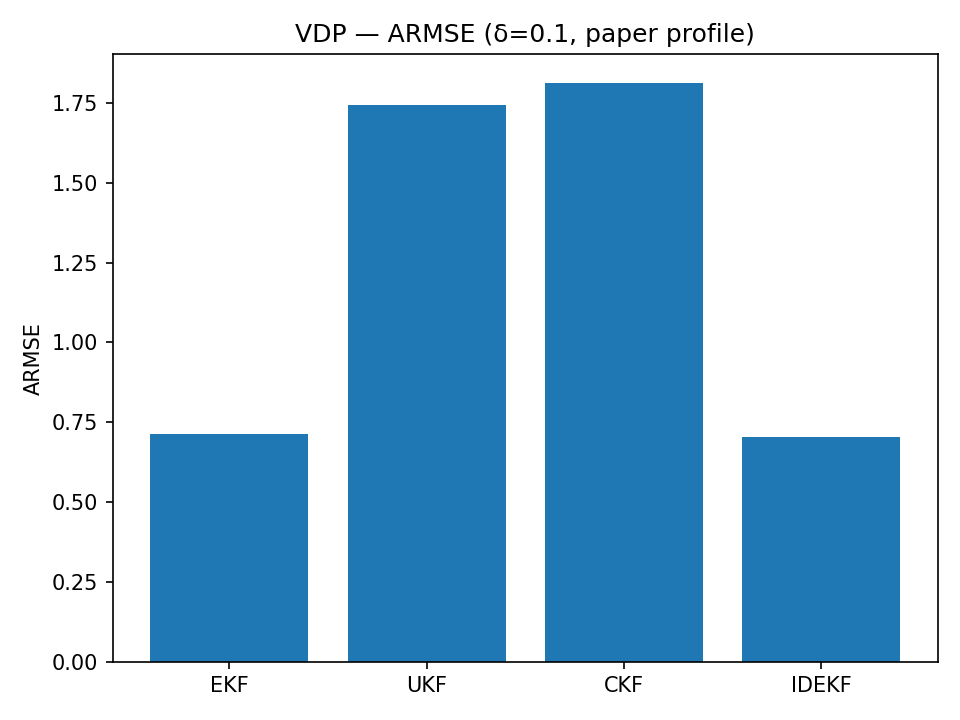 VDP — ARMSE (δ=0.1, paper profile)
ARMSE
1.75
1.50
1.25
1.00
0.75
0.50
0.25
0.00
EKF UKF CKF IDEKF